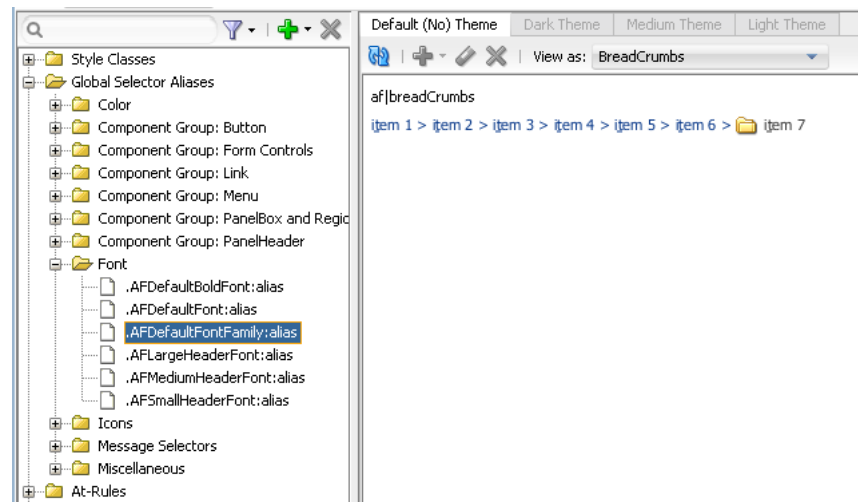 Style Classes
Global Selector Aliases
Color
Component Group: Button
Component Group: Form Controls
Component Group: Link
Component Group: Menu
Component Group: PanelBox and Regic
Component Group: PanelHeader
Font
.AFDefaultBoldFont:alias
.AFDefaultFont:alias
.AFDefaultFontFamily:alias
.AFLargeHeaderFont:alias
.AFMediumHeaderFont:alias
.AFSmallHeaderFont:alias
Icons
Message Selectors
Miscellaneous
At-Rules
Default (No) Theme Dark Theme Medium Theme Light Theme
View as: BreadCrumbs
af|breadCrumbs
item 1 > item 2 > item 3 > item 4 > item 5 > item 6 > item 7